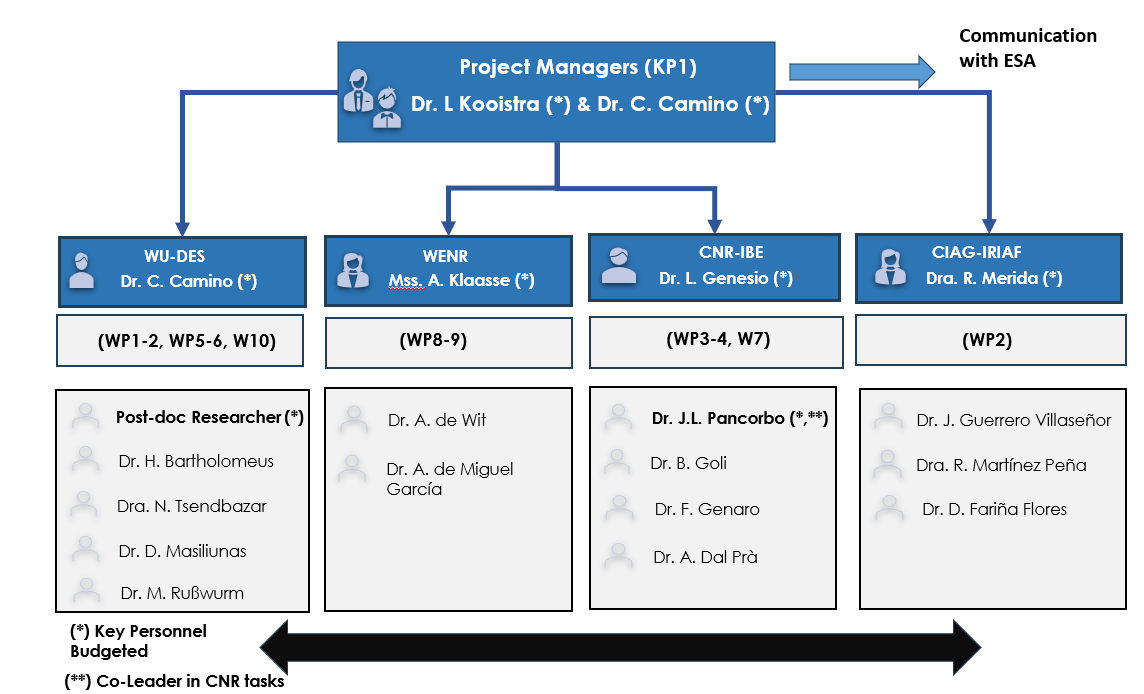 Communication
with ESA
Project Managers (KP1)
Dr. L Kooistra (*) & Dr. C. Camino (*)
WU-DES
Dr. C. Camino (*)
WENR
Mss. A. Klaasse (*)
CNR-IBE
Dr. L. Genesio (*)
CIAG-IRIAF
Dra. R. Merida (*)
(WP1-2, WP5-6, W10)
(WP8-9)
(WP3-4, W7)
(WP2)
Post-doc Researcher (*)
Dr. H. Bartholomeus
Dra. N. Tsendbazar
Dr. D. Masiliunas
Dr. M. Rußwurm
Dr. A. de Wit
Dr. A. de Miguel
García
Dr. J.L. Pancorbo (*,**)
Dr. B. Goli
Dr. F. Genaro
Dr. A. Dal Prà
Dr. J. Guerrero Villaseñor
Dra. R. Martínez Peña
Dr. D. Fariña Flores
(*) Key Personnel
Budgeted
(**) Co-Leader in CNR tasks